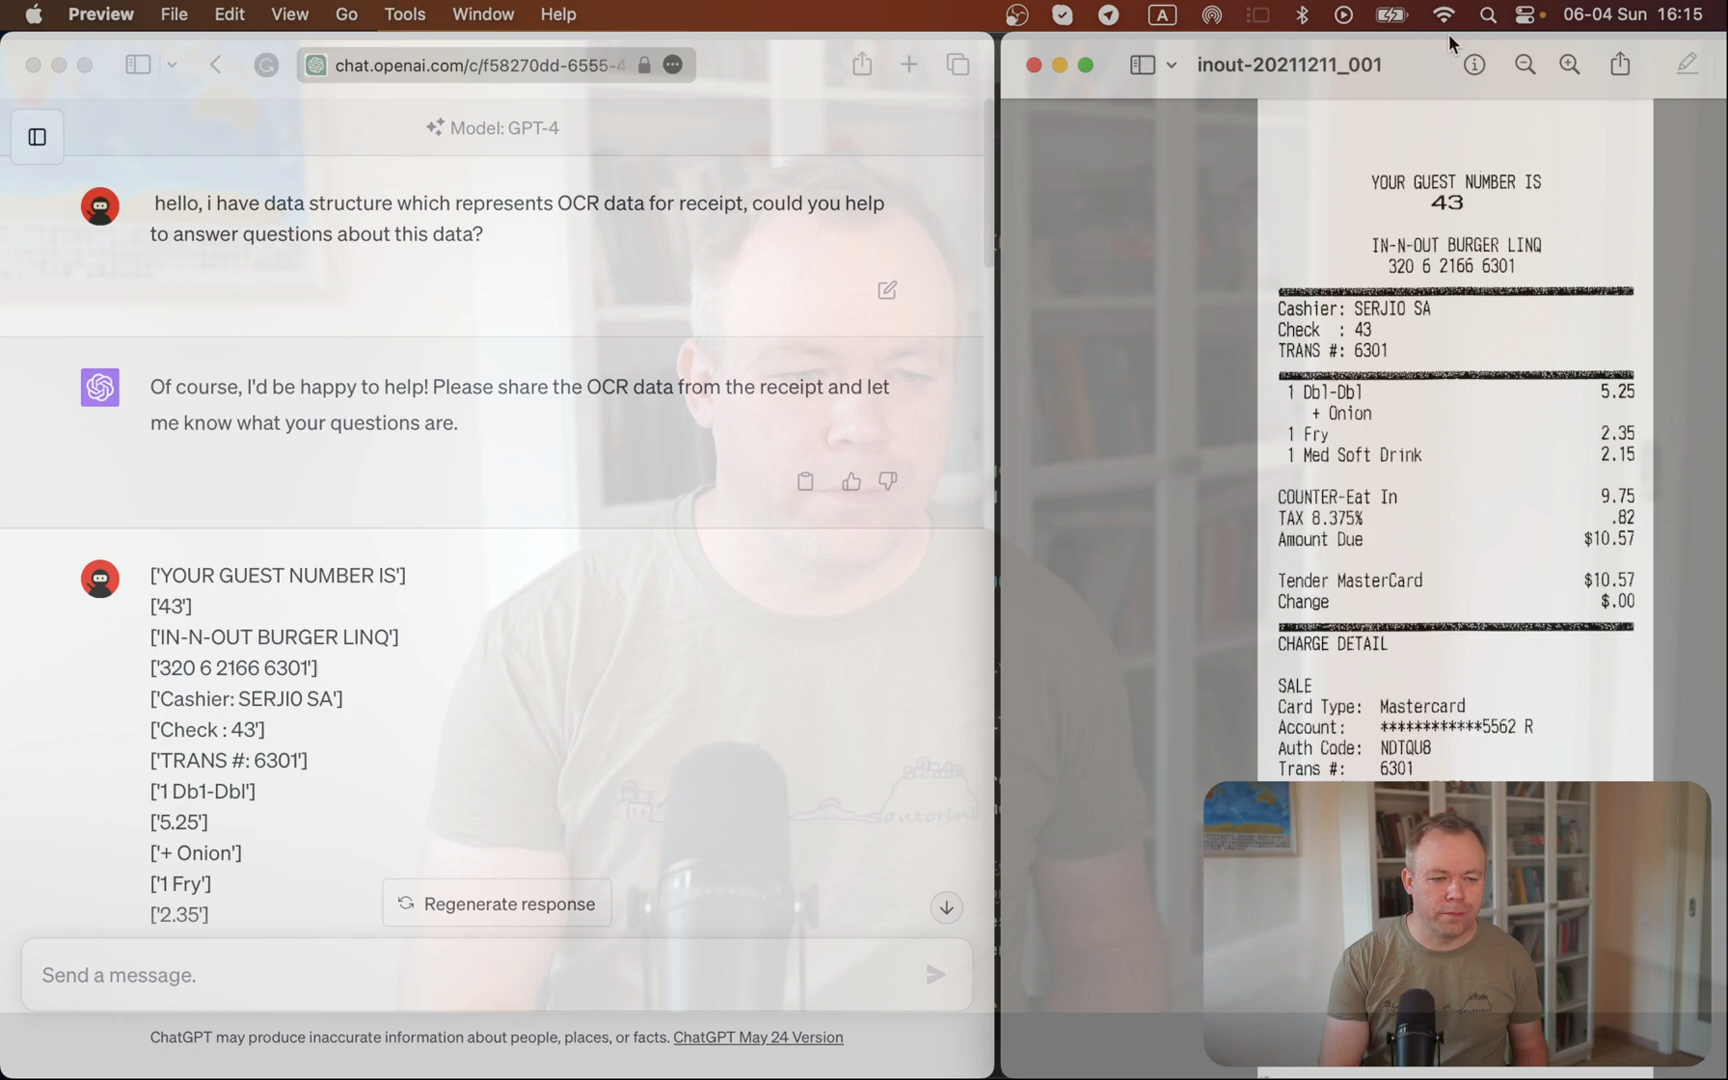 Preview File Edit View Go Tools Window Help
A
06-04 Sun 16:15
chat.openai.com/c/f58270dd-6555-4
Model: GPT-4
hello, i have data structure which represents OCR data for receipt, could you help
to answer questions about this data?
Of course, I'd be happy to help! Please share the OCR data from the receipt and let
me know what your questions are.
['YOUR GUEST NUMBER IS']
['43']
['IN-N-OUT BURGER LINQ']
['320 6 2166 6301']
['Cashier: SERJI0 SA']
['Check : 43']
['TRANS #: 6301']
['1 Db1-Dbl']
['5.25']
['+ Onion']
['1 Fry']
['2.35']
Regenerate response
Send a message.
ChatGPT may produce inaccurate information about people, places, or facts. ChatGPT May 24 Version
inout-20211211_001
YOUR GUEST NUMBER IS
43
IN-N-OUT BURGER LINQ
320 6 2166 6301
Cashier: SERJIO SA
Check : 43
TRANS #: 6301
1 Dbl-Dbl 5.25
+ Onion
1 Fry 2.35
1 Med Soft Drink 2.15
COUNTER-Eat In 9.75
TAX 8.375% .82
Amount Due $10.57
Tender MasterCard $10.57
Change $.00
CHARGE DETAIL
SALE
Card Type: Mastercard
Account: ************5562 R
Auth Code: NDTQU8
Trans #: 6301